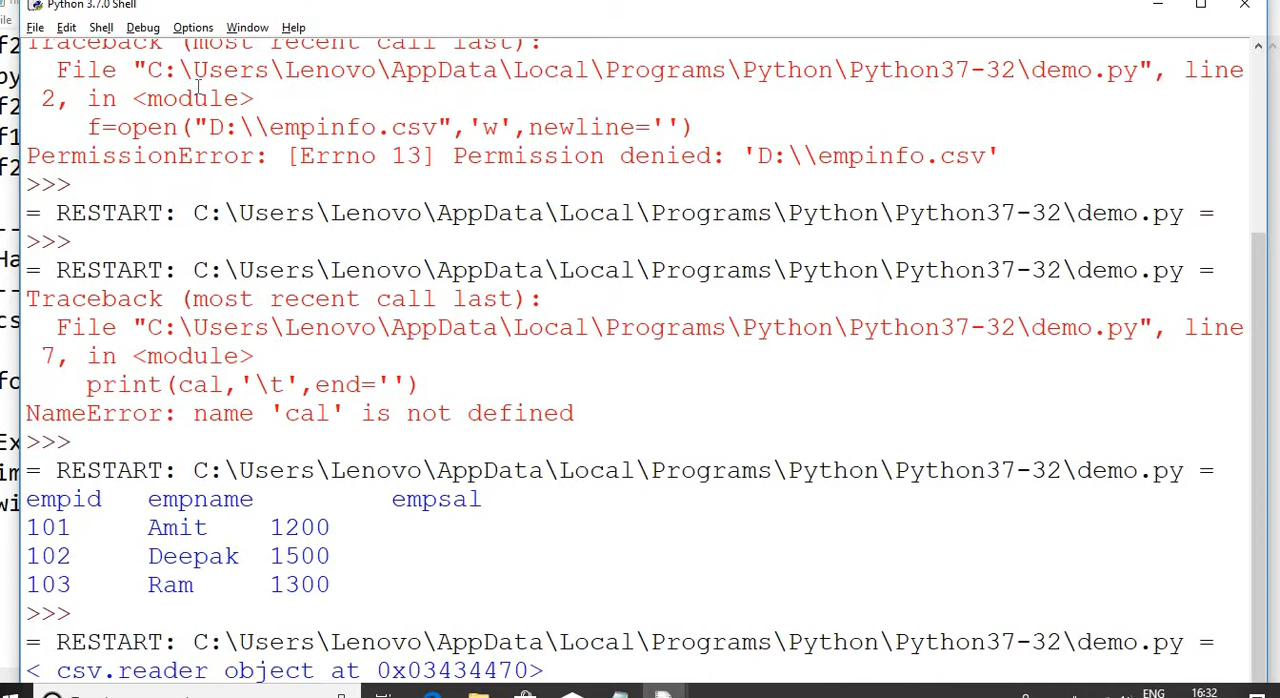 Python 3.7.0 Shell
File Edit Shell Debug Options Window Help
Traceback (most recent call last):
File "C:\Users\Lenovo\AppData\Local\Programs\Python\Python37-32\demo.py", line
2, in <module>
f=open("D:\\empinfo.csv",'w',newline='')
PermissionError: [Errno 13] Permission denied: 'D:\\empinfo.csv'
>>>
= RESTART: C:\Users\Lenovo\AppData\Local\Programs\Python\Python37-32\demo.py =
>>>
= RESTART: C:\Users\Lenovo\AppData\Local\Programs\Python\Python37-32\demo.py =
Traceback (most recent call last):
File "C:\Users\Lenovo\AppData\Local\Programs\Python\Python37-32\demo.py", line
7, in <module>
print(cal,'\t',end='')
NameError: name 'cal' is not defined
>>>
= RESTART: C:\Users\Lenovo\AppData\Local\Programs\Python\Python37-32\demo.py =
empid empname empsal
101 Amit 1200
102 Deepak 1500
103 Ram 1300
>>>
= RESTART: C:\Users\Lenovo\AppData\Local\Programs\Python\Python37-32\demo.py =
< csv.reader object at 0x03434470>
ENG 16:32